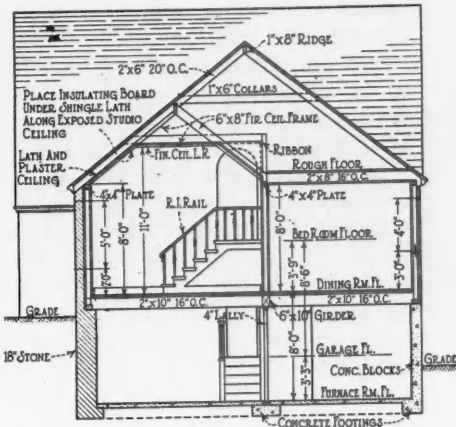 1"x8" RIDGE
2"x6" 20" O.C.
1"x6" COLLARS
PLACE INSULATING BOARD
UNDER SHINGLE LATH
ALONG EXPOSED STUDIO
CEILING
6"x8" FIR. CEIL. FRAME
LATH AND
PLASTER
CEILING
FIN. CEIL. L.R.
RIBBON
ROUGH FLOOR
2"x8" 16" O.C.
4"x4" PLATE
4"x4" PLATE
R.I. RAIL
5'-0"
2'-0"
8'-0"
11'-0"
8'-0"
BED ROOM FLOOR
4'-0"
3'-0"
3'-9"
8'-6"
DINING RM. FL.
2"x10" 16" O.C.
2"x10" 16" O.C.
GRADE
4" LALLY
6"x10" GIRDER
18" STONE
8'-0"
GARAGE FL.
GRADE
CONC. BLOCKS
3'-3"
FURNACE RM. FL.
CONCRETE FOOTINGS